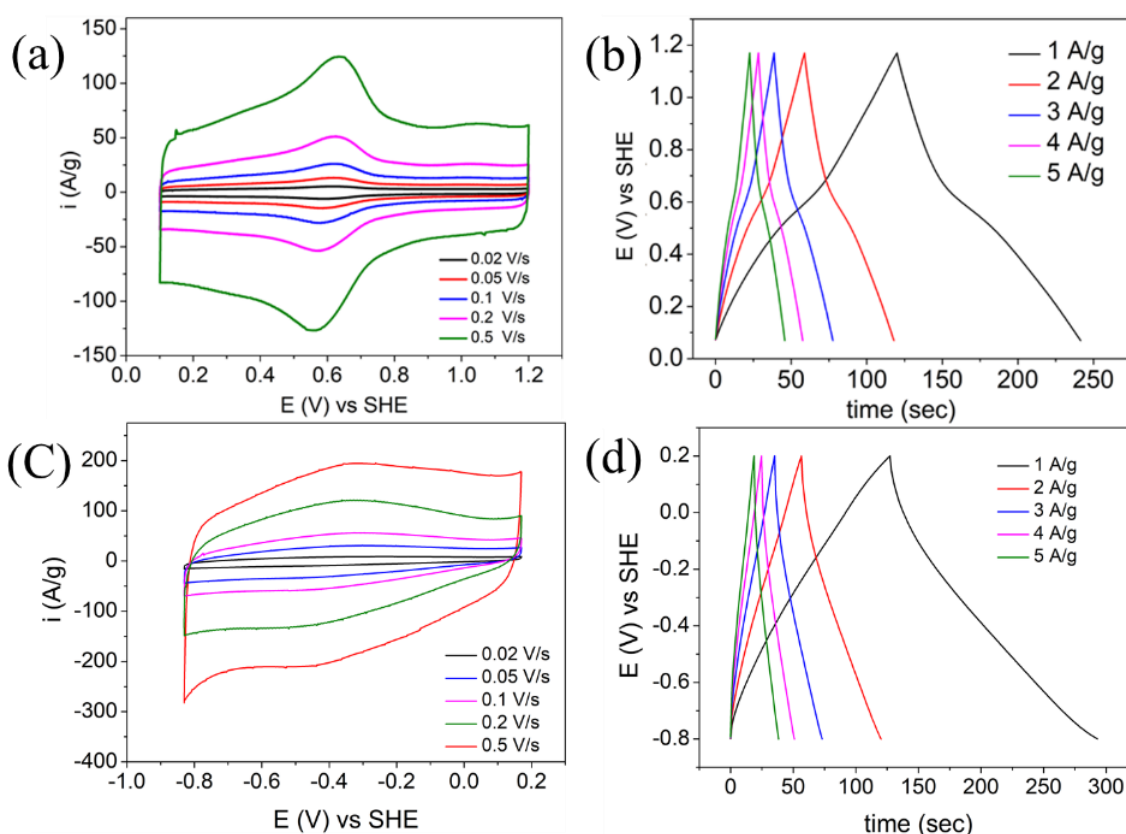 (a)
150
100
50
0
-50
-100
-150
i (A/g)
0.02 V/s
0.05 V/s
0.1 V/s
0.2 V/s
0.5 V/s
0.0 0.2 0.4 0.6 0.8 1.0 1.2
E (V) vs SHE
(b)
1.2
1.0
0.8
0.6
0.4
0.2
0.0
E (V) vs SHE
1 A/g
2 A/g
3 A/g
4 A/g
5 A/g
0 50 100 150 200 250
time (sec)
(C)
200
100
0
-100
-200
-300
-400
i (A/g)
0.02 V/s
0.05 V/s
0.1 V/s
0.2 V/s
0.5 V/s
-1.0 -0.8 -0.6 -0.4 -0.2 0.0 0.2
E (V) vs SHE
(d)
0.2
0.0
-0.2
-0.4
-0.6
-0.8
E (V) vs SHE
1 A/g
2 A/g
3 A/g
4 A/g
5 A/g
0 50 100 150 200 250 300
time (sec)